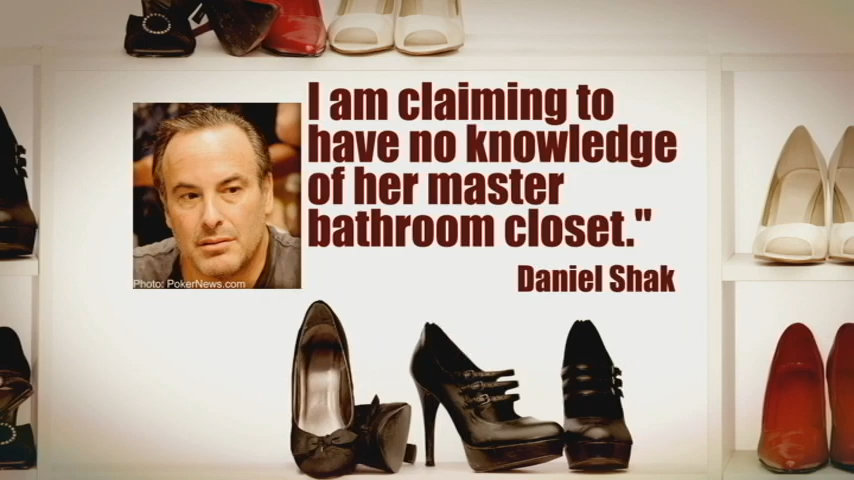 I am claiming to
have no knowledge
of her master
bathroom closet."
Daniel Shak
Photo: PokerNews.com